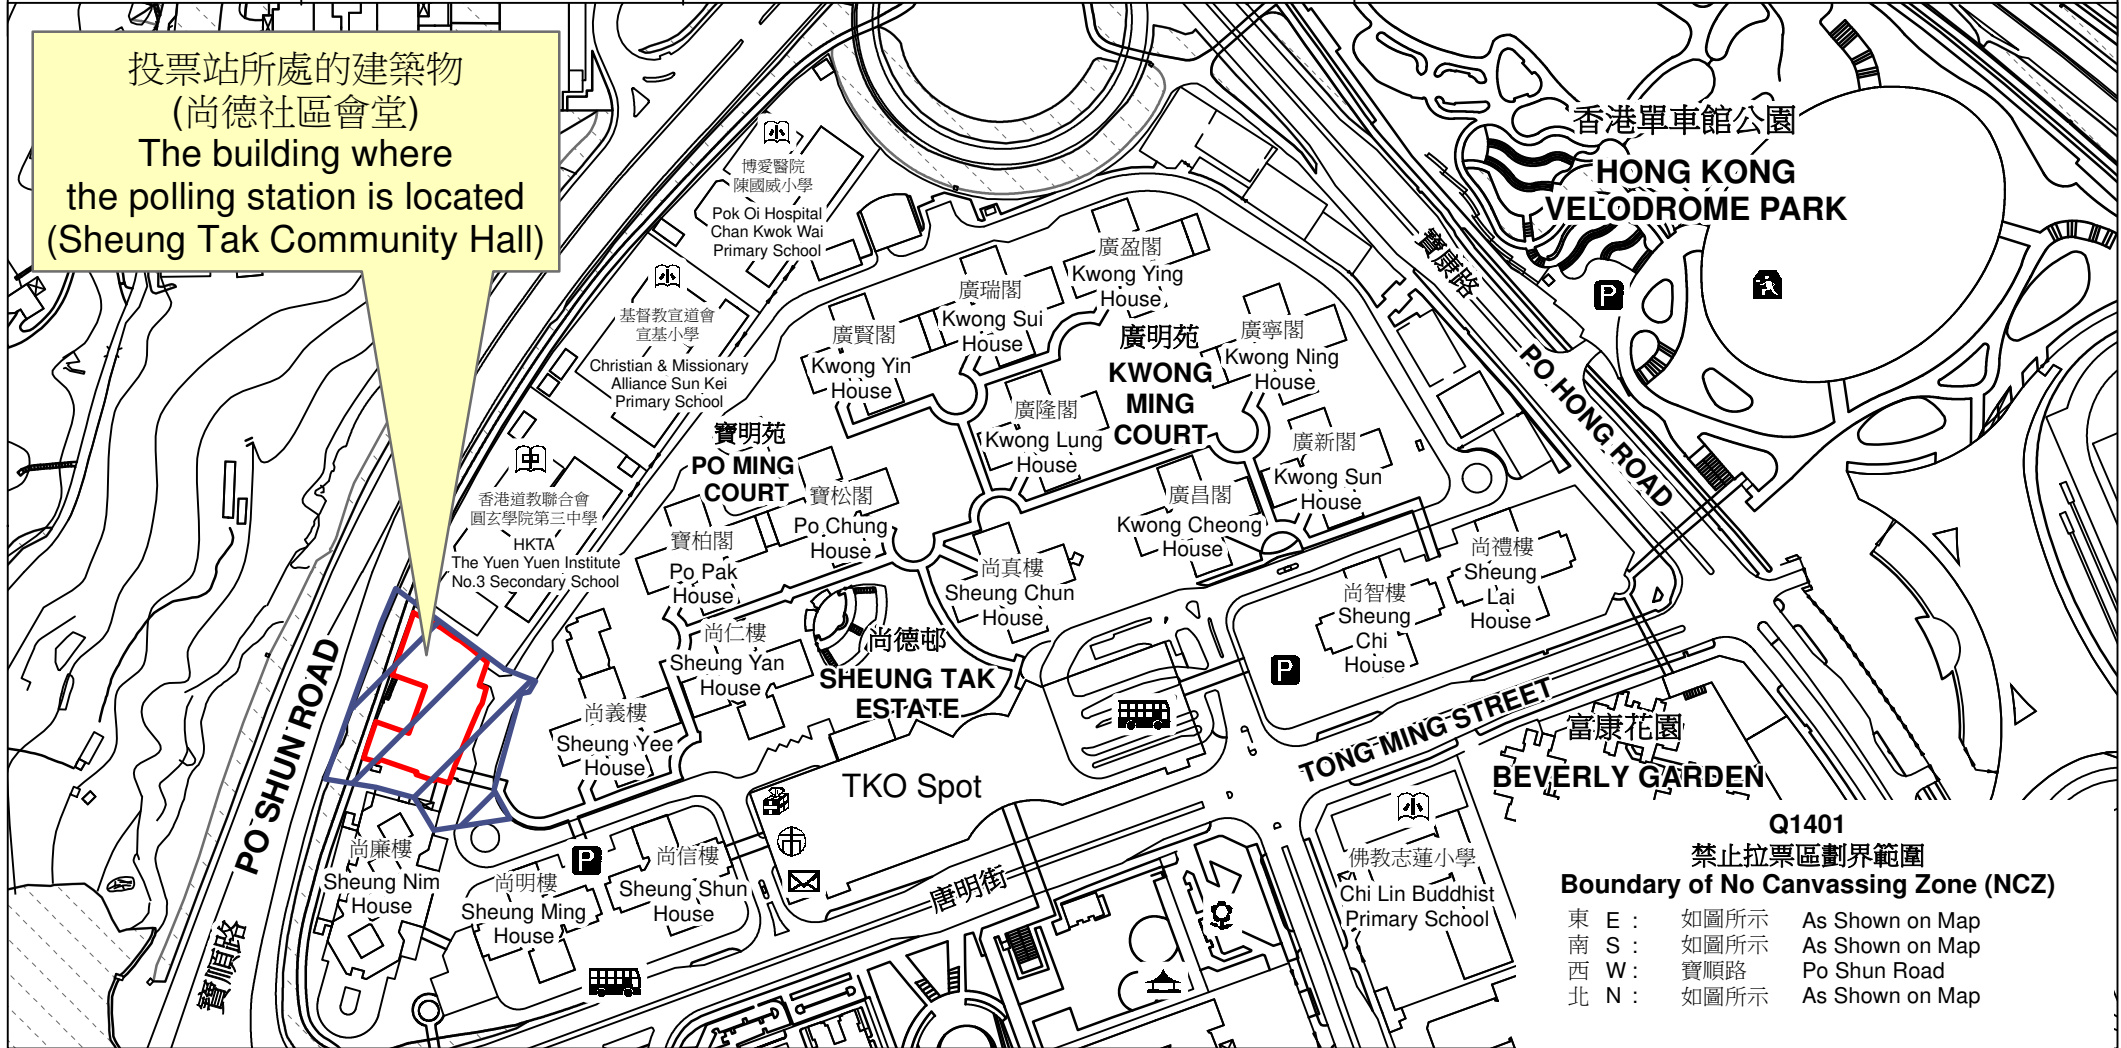 投票站所處的建築物
(尚德社區會堂)
The building where
the polling station is located
(Sheung Tak Community Hall)
博愛醫院
陳國威小學
Pok Oi Hospital
Chan Kwok Wai
Primary School
基督教宣道會
宣基小學
Christian & Missionary
Alliance Sun Kei
Primary School
香港道教聯合會
圓玄學院第三中學
HKTA
The Yuen Yuen Institute
No.3 Secondary School
香港單車館公園
HONG KONG
VELODROME PARK
P
寶康路
PO HONG ROAD
廣盈閣
Kwong Ying
House
廣瑞閣
Kwong Sui
House
廣賢閣
Kwong Yin
House
廣明苑
KWONG
MING
COURT
廣寧閣
Kwong Ning
House
廣隆閣
Kwong Lung
House
廣新閣
Kwong Sun
House
廣昌閣
Kwong Cheong
House
寶明苑
PO MING
COURT
寶松閣
Po Chung
House
寶柏閣
Po Pak
House
尚真樓
Sheung Chun
House
尚禮樓
Sheung
Lai
House
尚智樓
Sheung
Chi
House
P
尚仁樓
Sheung Yan
House
尚德邨
SHEUNG TAK
ESTATE
尚義樓
Sheung Yee
House
TKO Spot
TONG MING STREET
唐明街
富康花園
BEVERLY GARDEN
PO SHUN ROAD
寶順路
尚廉樓
Sheung Nim
House
尚明樓
Sheung Ming
House
P
尚信樓
Sheung Shun
House
市
小
小
中
小
佛教志蓮小學
Chi Lin Buddhist
Primary School
Q1401
禁止拉票區劃界範圍
Boundary of No Canvassing Zone (NCZ)
東 E : 如圖所示 As Shown on Map
南 S : 如圖所示 As Shown on Map
西 W : 寶順路 Po Shun Road
北 N : 如圖所示 As Shown on Map